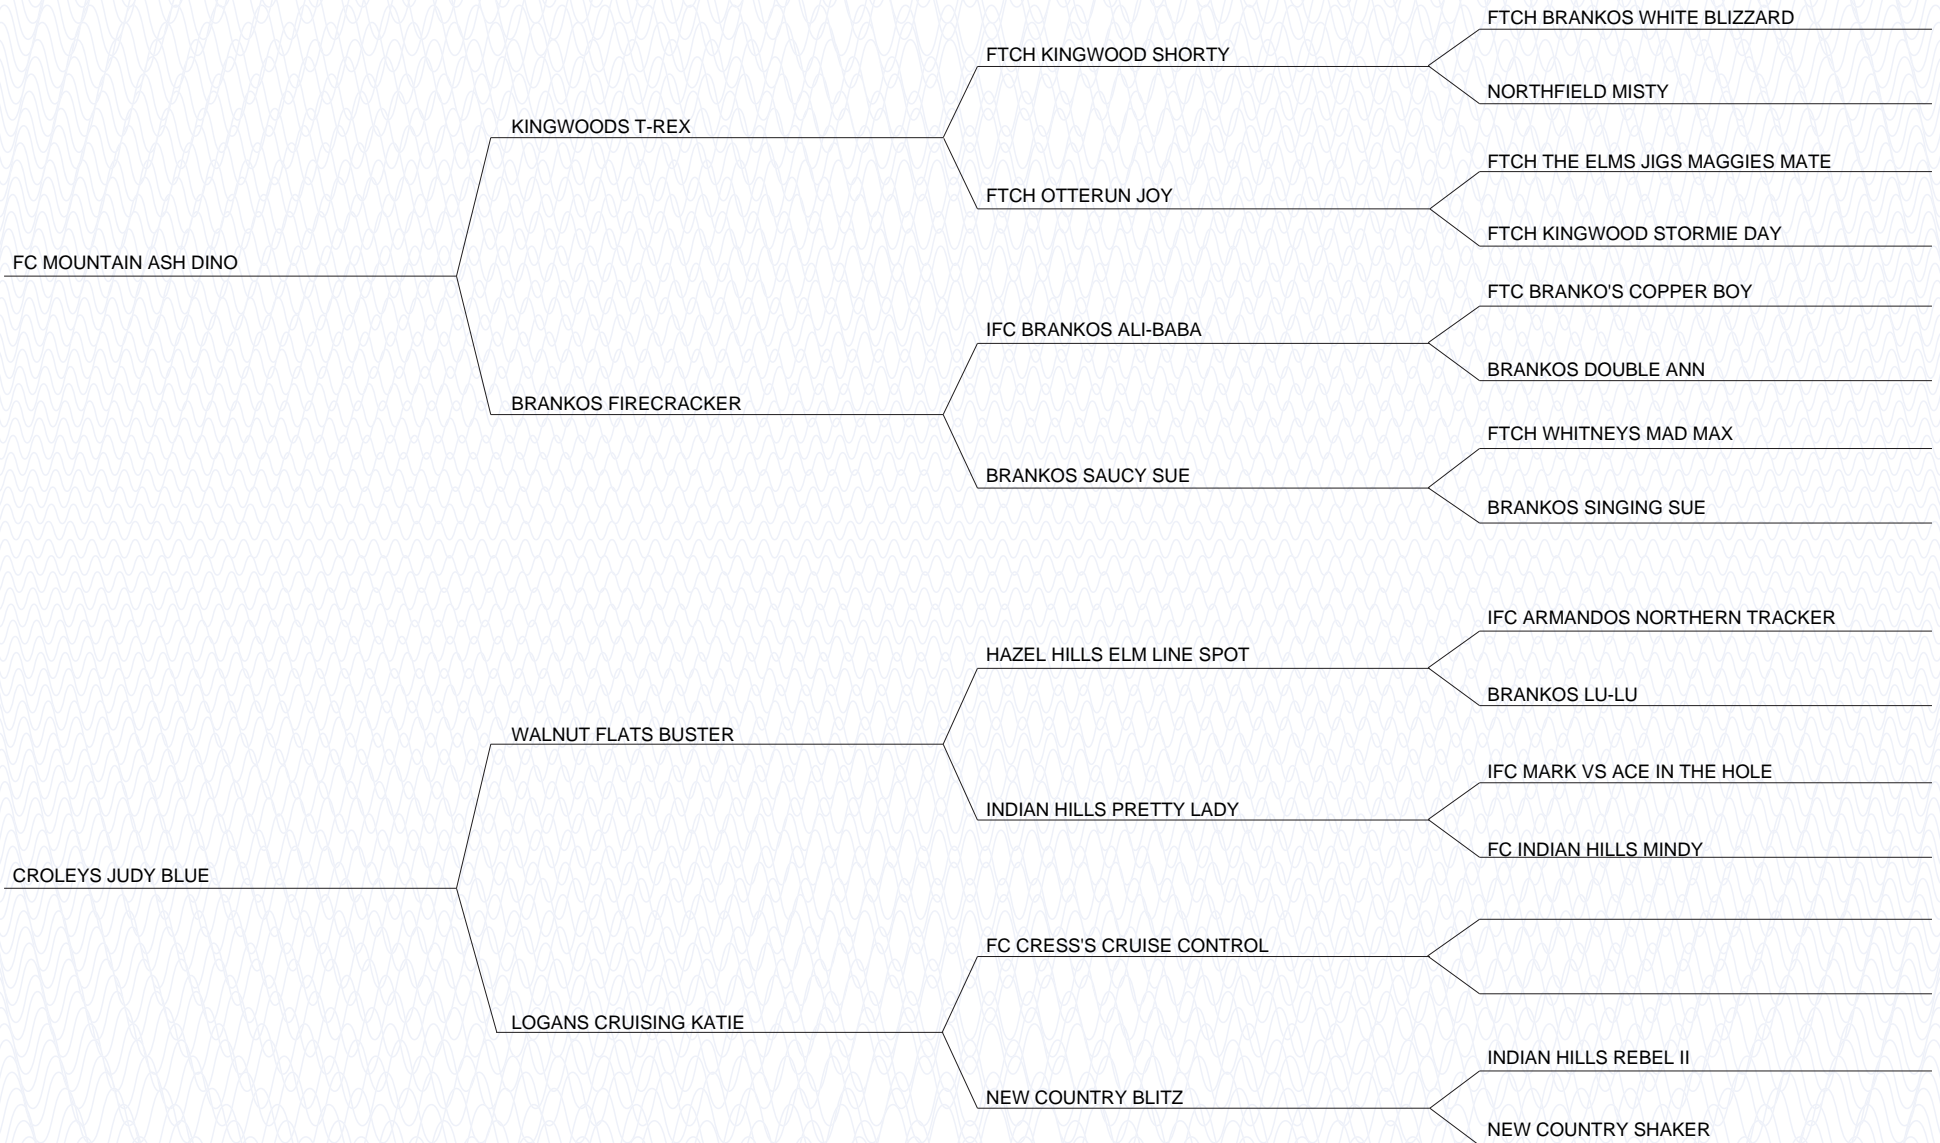 FTCH BRANKOS WHITE BLIZZARD
FTCH KINGWOOD SHORTY
NORTHFIELD MISTY
KINGWOODS T-REX
FTCH THE ELMS JIGS MAGGIES MATE
FTCH OTTERUN JOY
FTCH KINGWOOD STORMIE DAY
FC MOUNTAIN ASH DINO
FTC BRANKO'S COPPER BOY
IFC BRANKOS ALI-BABA
BRANKOS DOUBLE ANN
BRANKOS FIRECRACKER
FTCH WHITNEYS MAD MAX
BRANKOS SAUCY SUE
BRANKOS SINGING SUE
IFC ARMANDOS NORTHERN TRACKER
HAZEL HILLS ELM LINE SPOT
BRANKOS LU-LU
WALNUT FLATS BUSTER
IFC MARK VS ACE IN THE HOLE
INDIAN HILLS PRETTY LADY
FC INDIAN HILLS MINDY
CROLEYS JUDY BLUE
FC CRESS'S CRUISE CONTROL
LOGANS CRUISING KATIE
INDIAN HILLS REBEL II
NEW COUNTRY BLITZ
NEW COUNTRY SHAKER